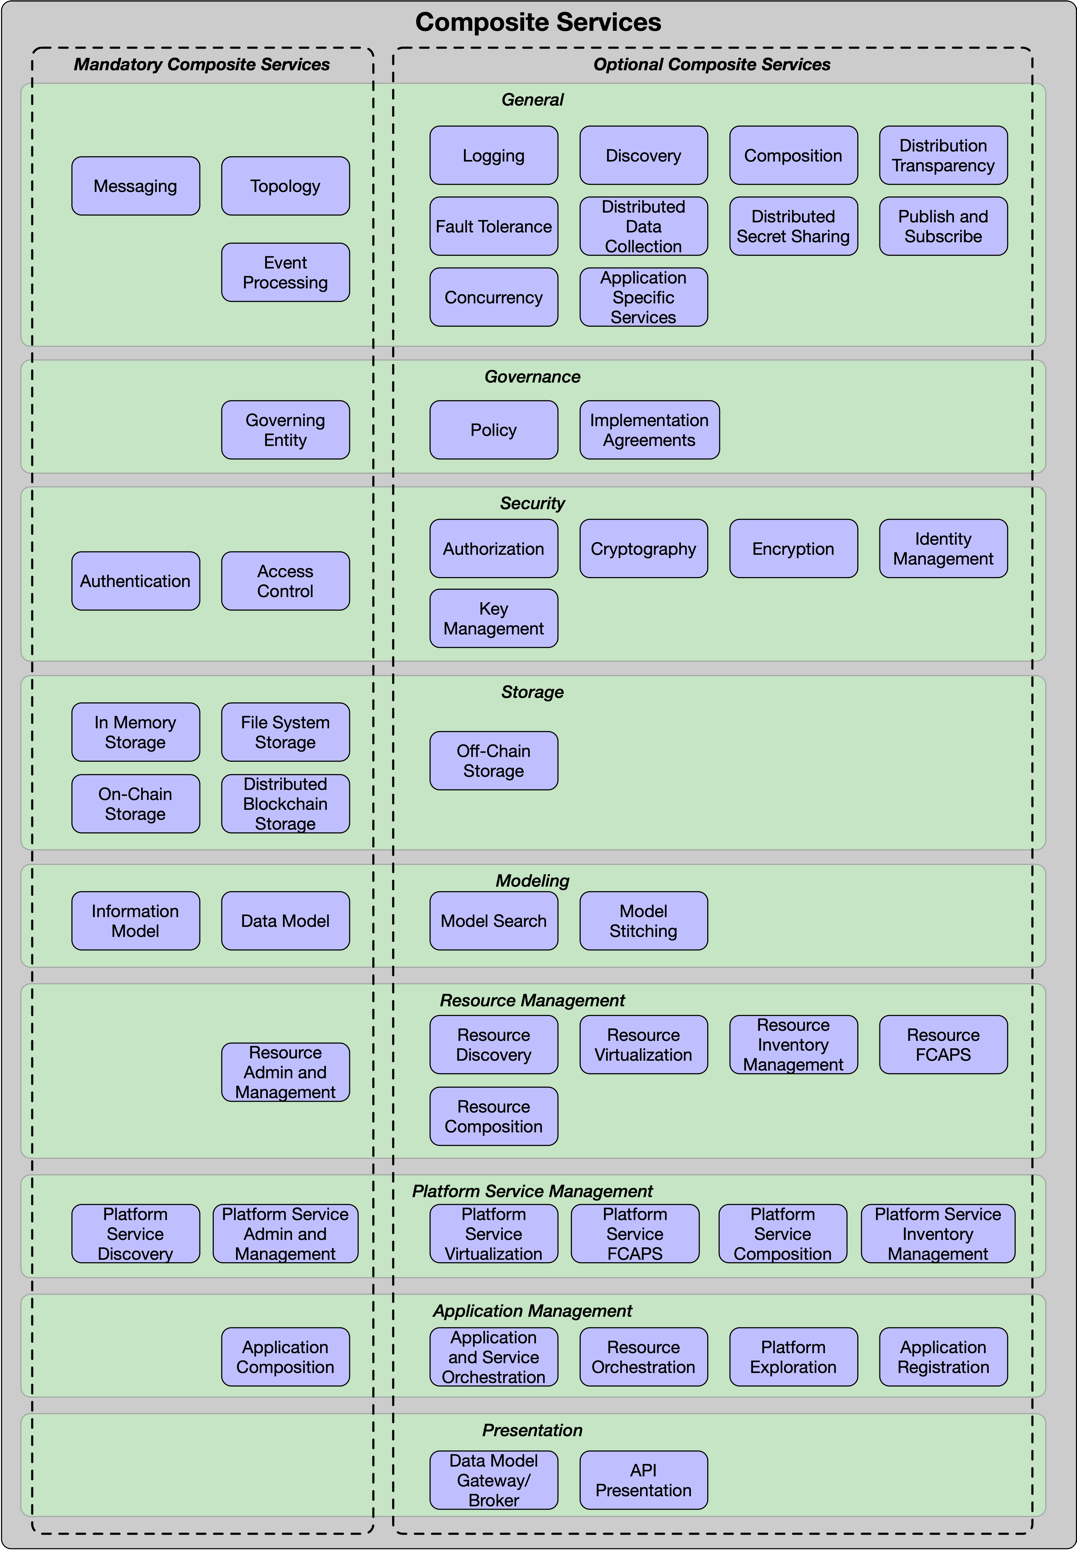 Composite Services
Mandatory Composite Services
Optional Composite Services
General
Messaging
Topology
Event
Processing
Logging
Discovery
Composition
Distribution
Transparency
Fault Tolerance
Distributed
Data
Collection
Distributed
Secret Sharing
Publish and
Subscribe
Concurrency
Application
Specific
Services
Governance
Governing
Entity
Policy
Implementation
Agreements
Security
Authentication
Access
Control
Authorization
Cryptography
Encryption
Identity
Management
Key
Management
Storage
In Memory
Storage
File System
Storage
On-Chain
Storage
Distributed
Blockchain
Storage
Off-Chain
Storage
Modeling
Information
Model
Data Model
Model Search
Model
Stitching
Resource Management
Resource
Admin and
Management
Resource
Discovery
Resource
Virtualization
Resource
Inventory
Management
Resource
FCAPS
Resource
Composition
Platform Service Management
Platform
Service
Discovery
Platform Service
Admin and
Management
Platform
Service
Virtualization
Platform
Service
FCAPS
Platform
Service
Composition
Platform Service
Inventory
Management
Application Management
Application
Composition
Application
and Service
Orchestration
Resource
Orchestration
Platform
Exploration
Application
Registration
Presentation
Data Model
Gateway/
Broker
API
Presentation